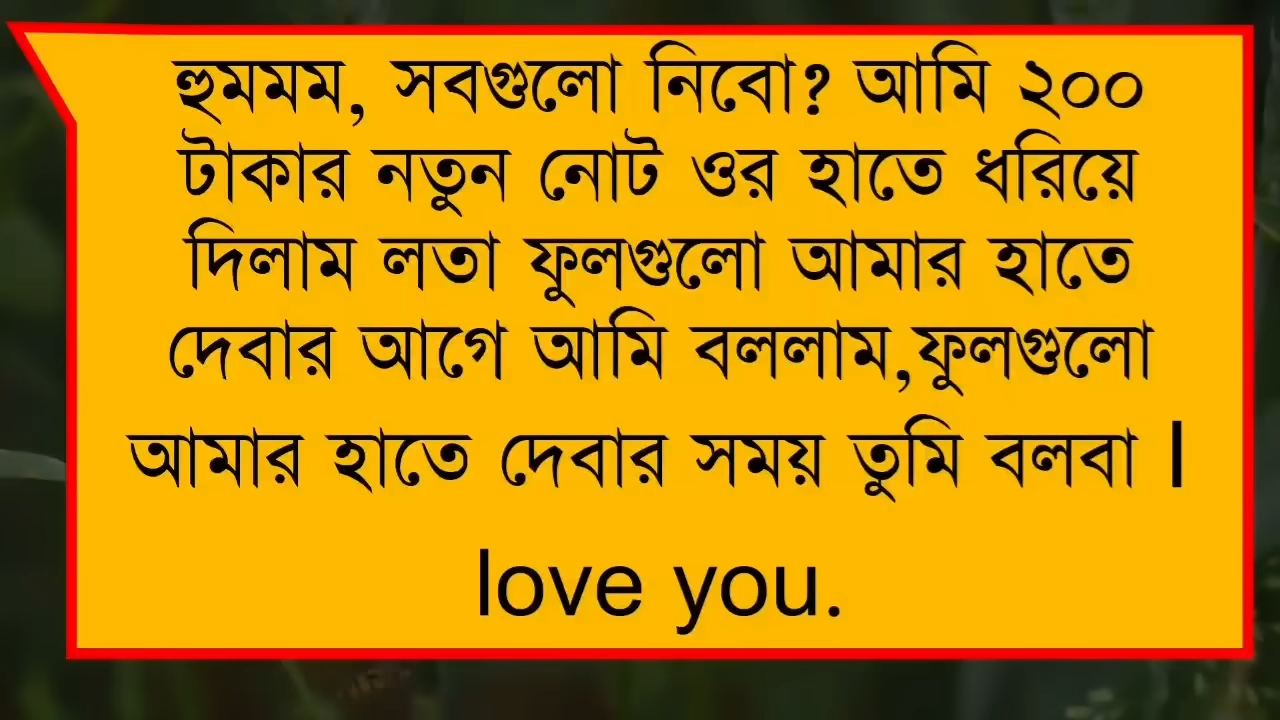 হুমমম, সবগুলো নিবো? আমি ২০০
টাকার নতুন নোট ওর হাতে ধরিয়ে
দিলাম লতা ফুলগুলো আমার হাতে
দেবার আগে আমি বললাম,ফুলগুলো
আমার হাতে দেবার সময় তুমি বলবা I
love you.